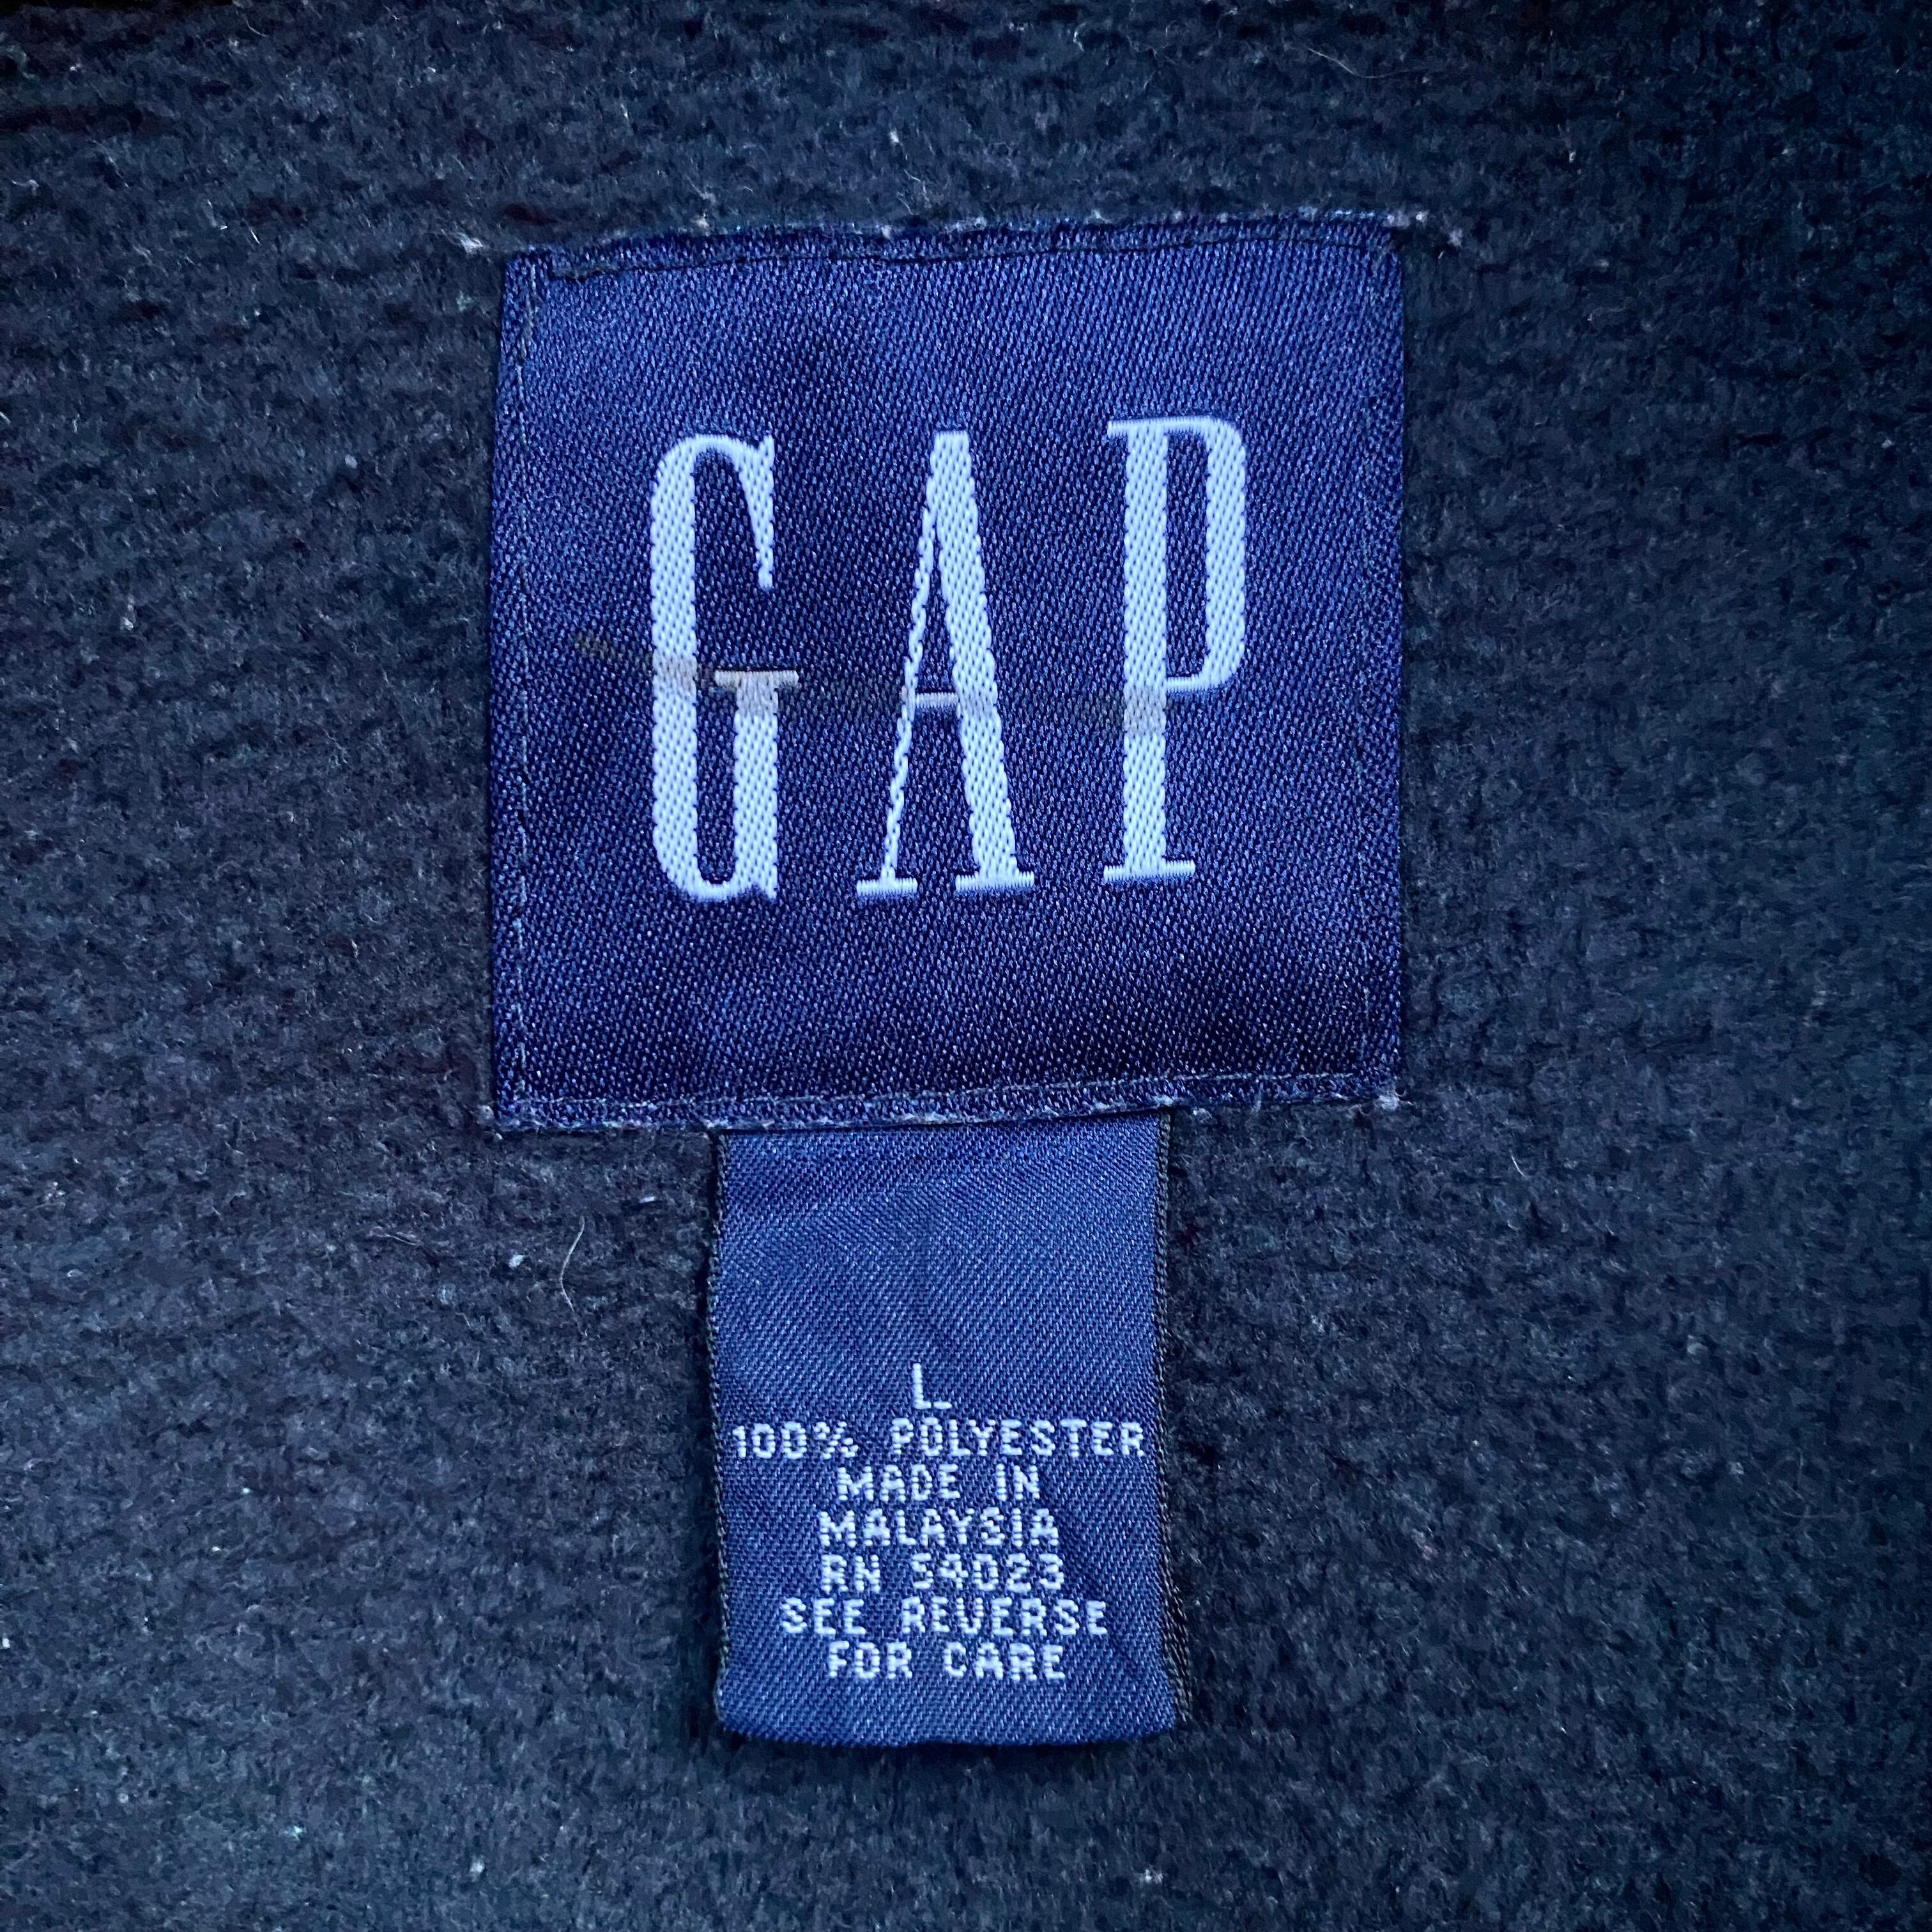 GAP
L
100% POLYESTER
MADE IN
MALAYSIA
RN 54023
SEE REVERSE
FOR CARE